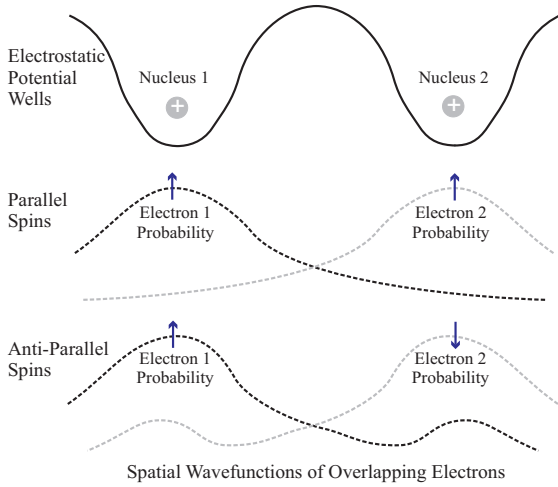 Electrostatic
Potential
Wells
Nucleus 1
Nucleus 2
+
+
Parallel
Spins
Electron 1
Probability
Electron 2
Probability
Anti-Parallel
Spins
Electron 1
Probability
Electron 2
Probability
Spatial Wavefunctions of Overlapping Electrons